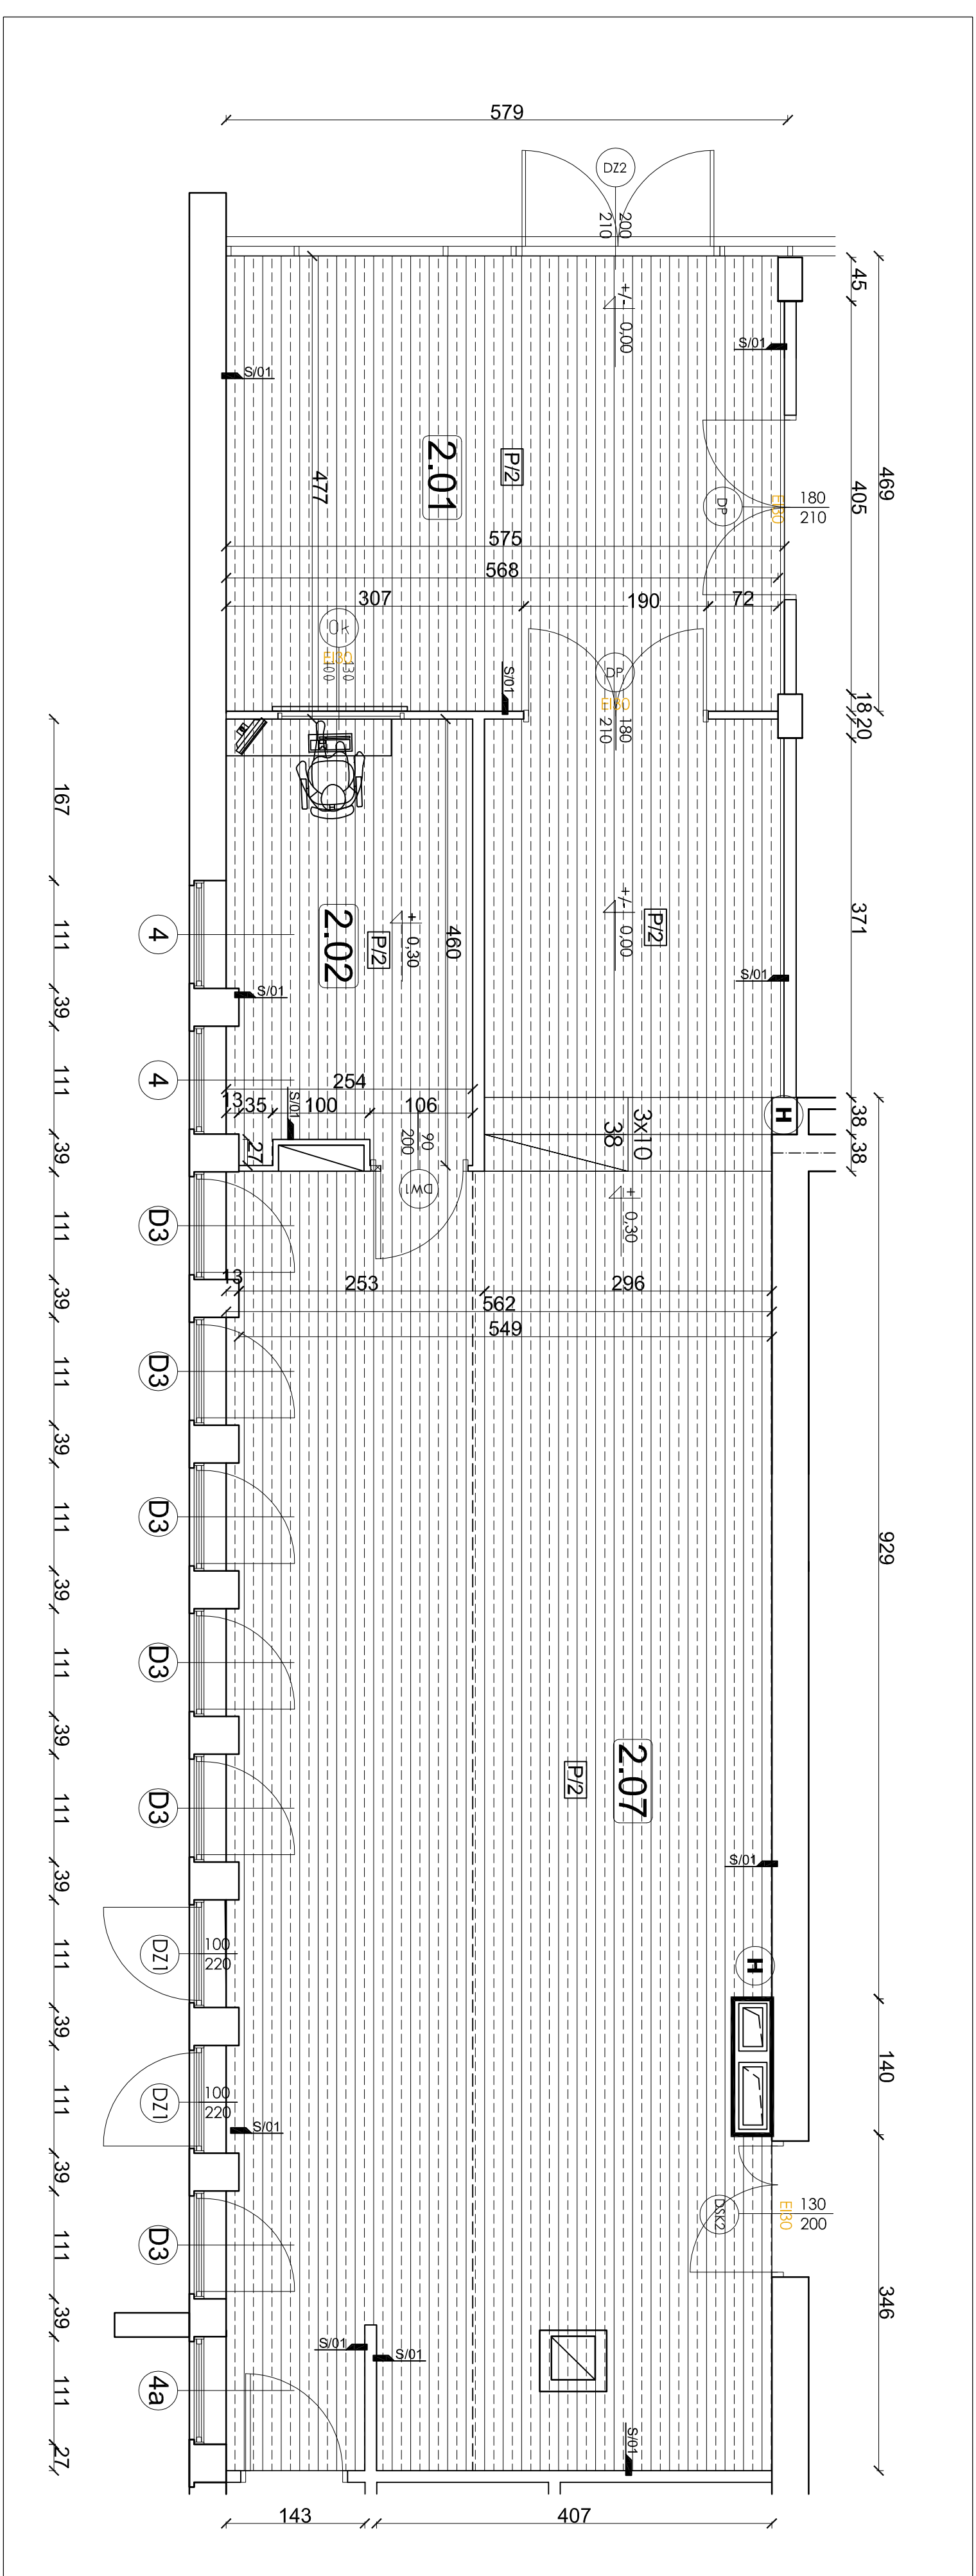 579
DZ2
200
210
+/- 0,00
45
S/01
S/01
469
2.01
P/2
477
405
180
210
EI30
DP
575
568
307
190
72
Ok
EI30
130
100
S/01
DP
EI30
180
210
18
20
167
111
4
39
111
4
39
2.02
P/2
+ 0,30
460
S/01
+/- 0,00
P/2
371
S/01
254
13
35
100
106
S/01
27
90
200
DW1
3x10
38
H
38
38
+ 0,30
111
D3
39
13
253
296
562
549
111
D3
39
111
D3
39
929
111
D3
39
2.07
P/2
111
D3
39
S/01
111
DZ1
100
220
39
H
140
111
DZ1
100
220
S/01
39
DSK2
EI30
130
200
111
D3
39
346
S/01
S/01
111
4a
27
S/01
143
407